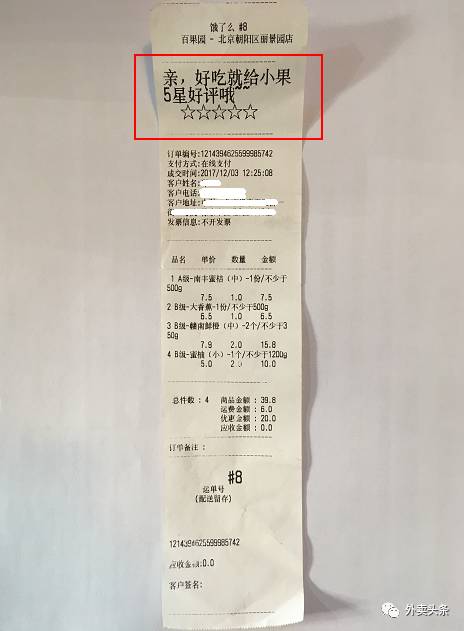 饿了么 #8
百果园 - 北京朝阳区丽景园店
亲，好吃就给小果
5星好评哦~~
☆☆☆☆☆
订单编号:1214394625599985742
支付方式:在线支付
成交时间:2017/12/03 12:25:08
客户姓名:
客户电话:
客户地址:
发票信息:不开发票
品名 单价 数量 金额
1 A级-南丰蜜桔（中）-1份/不少于
500g
7.5 1.0 7.5
2 B级-大香蕉-1份/不少于500g
6.5 1.0 6.5
3 B级-赣南鲜橙（中）-2个/不少于3
50g
7.9 2.0 15.8
4 B级-蜜柚（小）-1个/不少于1200g
5.0 2.0 10.0
总件数 : 4 商品金额 : 39.8
运费金额 : 6.0
优惠金额 : 20.0
应收金额 : 0.0
订单备注 :
#8
运单号
(配送留存)
1214394625599985742
应收金额:0.0
客户签名:
外卖头条